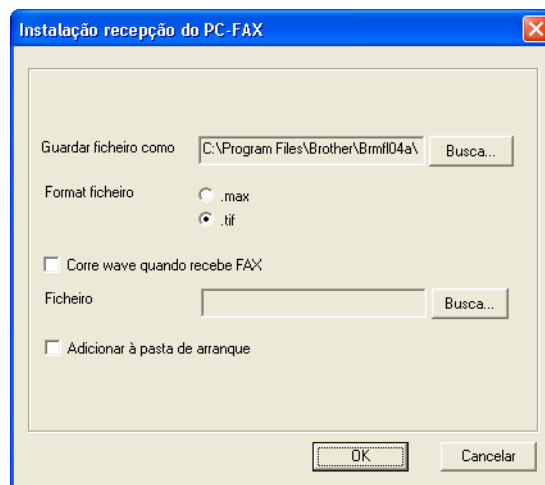 Instalação recepção do PC-FAX
Guardar ficheiro como C:\Program Files\Brother\Brmfl04a\ Busca...
Format ficheiro .max
.tif
Corre wave quando recebe FAX
Ficheiro Busca...
Adicionar à pasta de arranque
OK Cancelar